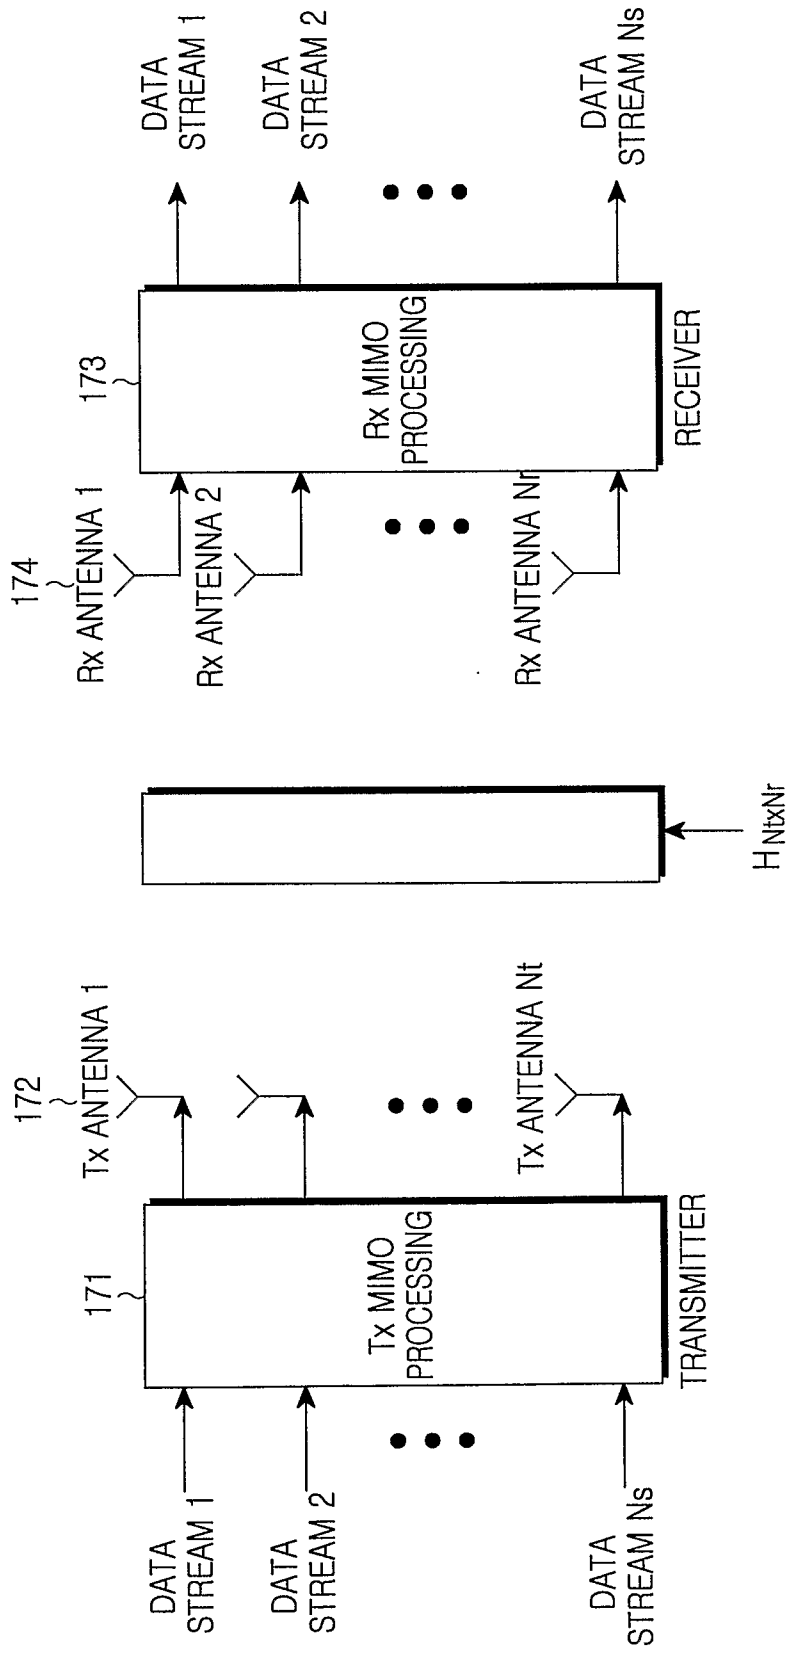 DATA
STREAM 1
DATA
STREAM 2
DATA
STREAM Ns
171
Tx MIMO
PROCESSING
TRANSMITTER
172
Tx ANTENNA 1
Tx ANTENNA Nt
HNtxNr
174
Rx ANTENNA 1
Rx ANTENNA 2
Rx ANTENNA Nr
173
Rx MIMO
PROCESSING
RECEIVER
DATA
STREAM 1
DATA
STREAM 2
DATA
STREAM Ns